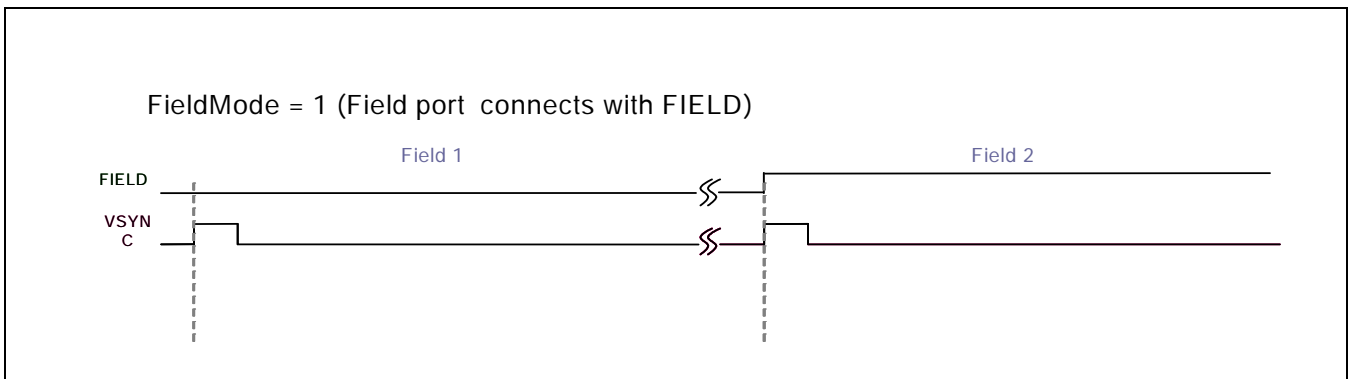 FieldMode = 1 (Field port connects with FIELD)
Field 1
Field 2
FIELD
VSYN
C